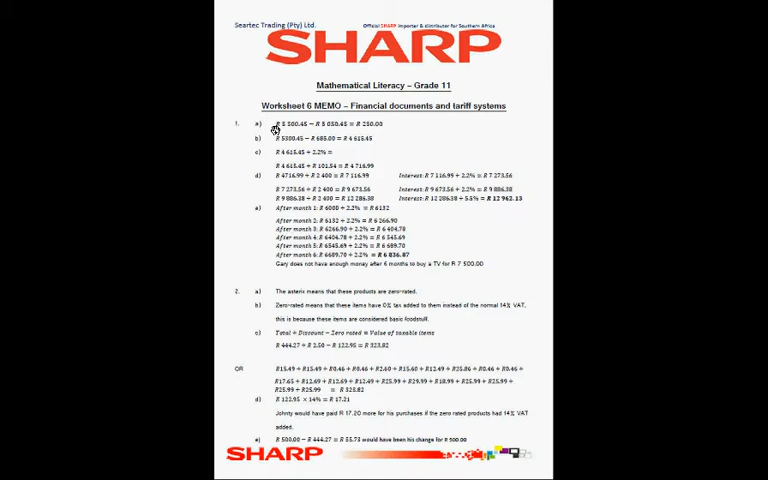 Seartec Trading (Pty) Ltd. Official SHARP Importer & distributor for Southern Africa
SHARP
Mathematical Literacy – Grade 11
Worksheet 6 MEMO – Financial documents and tariff systems
1. a) R 5 300.45 – R 5 050.45 = R 250.00
b) R 5300.45 – R 685.00 = R 4 615.45
c) R 4 615.45 + 2.2% =
R 4 615.45 + R 101.54 = R 4 716.99
d) R 4716.99 + R 2 400 = R 7 116.99 Interest: R 7 116.99 + 2.2% = R 7 273.56
R 7 273.56 + R 2 400 = R 9 673.56 Interest: R 9 673.56 + 2.2% = R 9 886.38
R 9 886.38 + R 2 400 = R 12 286.38 Interest: R 12 286.38 + 5.5% = R 12 962.13
e) After month 1: R 6000 + 2.2% = R 6132
After month 2: R 6132 + 2.2% = R 6 266.90
After month 3: R 6266.90 + 2.2% = R 6 404.78
After month 4: R 6404.78 + 2.2% = R 6 545.69
After month 5: R 6545.69 + 2.2% = R 6 689.70
After month 6: R 6689.70 + 2.2% = R 6 836.87
Gary does not have enough money after 6 months to buy a TV for R 7 500.00
2. a) The asterix means that these products are zero-rated.
b) Zero-rated means that these items have 0% tax added to them instead of the normal 14% VAT,
this is because these items are considered basic foodstuff.
c) Total + Discount – Zero rated = Value of taxable items
R 444.27 + R 2.50 – R 122.95 = R 323.82
OR R15.49 + R15.49 + R0.46 + R0.46 + R2.60 + R15.60 + R12.49 + R25.86 + R0.46 + R0.46 +
R17.65 + R12.69 + R12.69 + R12.49 + R25.99 + R29.99 + R18.99 + R25.99 + R25.99 +
R25.99 + R25.99 = R 323.82
d) R 122.95 × 14% = R 17.21
Johnty would have paid R 17.20 more for his purchases if the zero rated products had 14% VAT
added.
e) R 500.00 – R 444.27 = R 55.73 would have been his change for R 500.00
SHARP